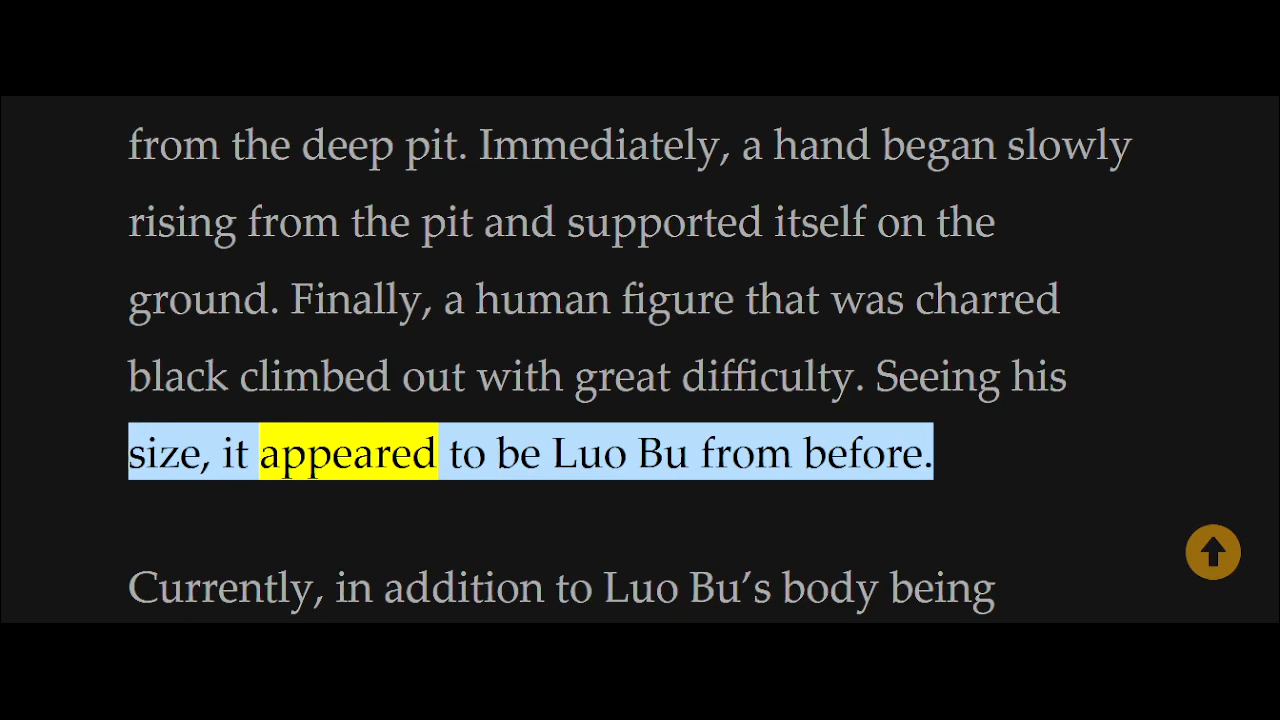 from the deep pit. Immediately, a hand began slowly
rising from the pit and supported itself on the
ground. Finally, a human figure that was charred
black climbed out with great difficulty. Seeing his
size, it appeared to be Luo Bu from before.
Currently, in addition to Luo Bu’s body being